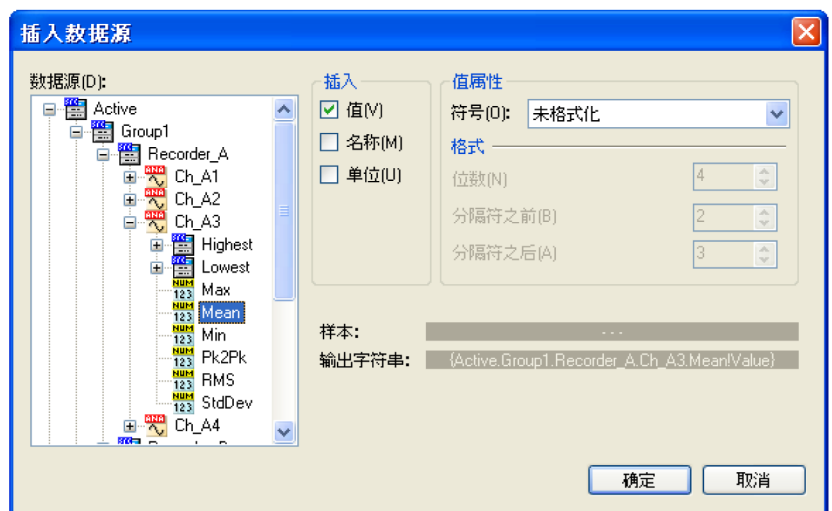 插入数据源
数据源(D):
Active
Group1
Recorder_A
Ch_A1
Ch_A2
Ch_A3
Highest
Lowest
Max
Mean
Min
Pk2Pk
RMS
StdDev
Ch_A4
插入
值(V)
名称(M)
单位(U)
值属性
符号(O): 未格式化
格式
位数(N) 4
分隔符之前(B) 2
分隔符之后(A) 3
样本: ...
输出字符串: {Active.Group1.Recorder_A.Ch_A3.Mean!Value}
确定 取消